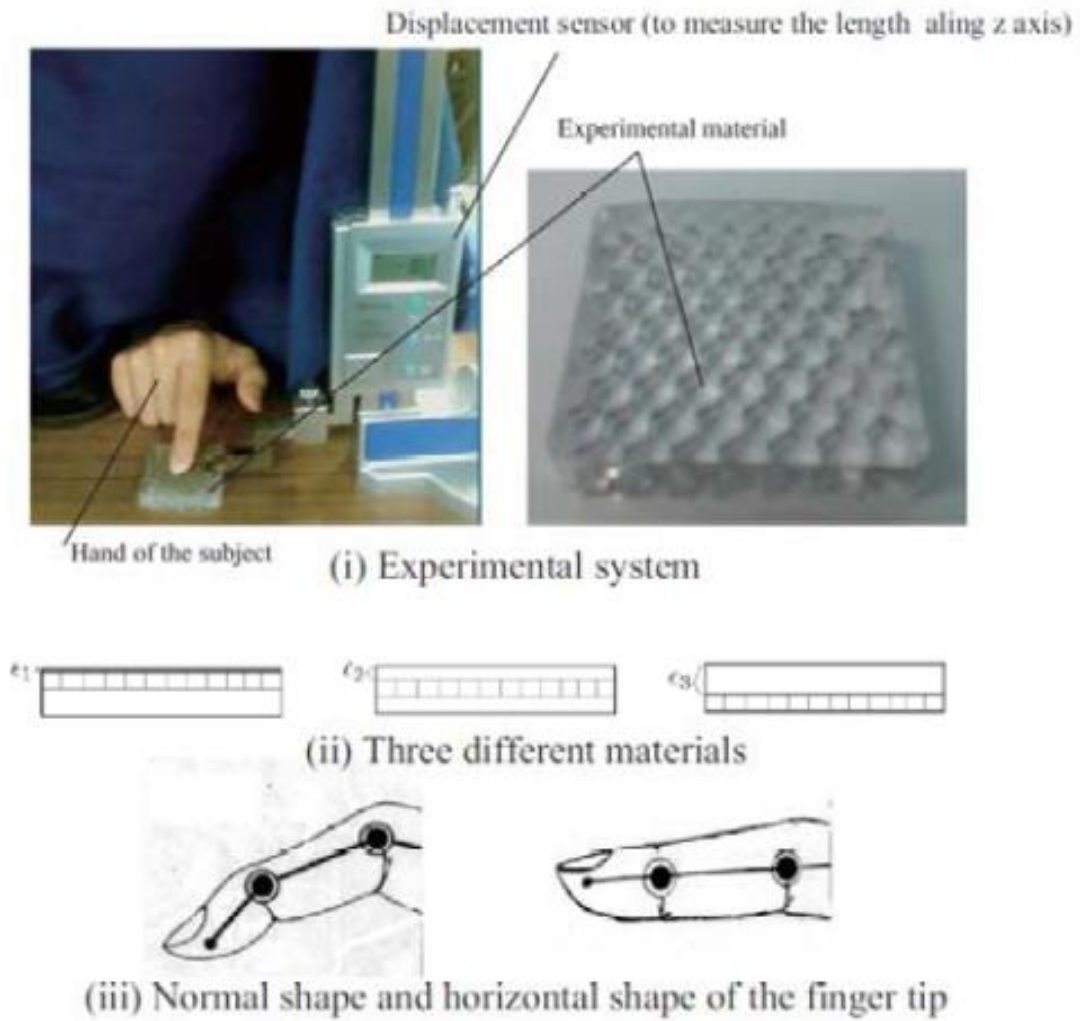 Displacement sensor (to measure the length aling z axis)
Experimental material
Hand of the subject
(i) Experimental system
(ii) Three different materials
(iii) Normal shape and horizontal shape of the finger tip